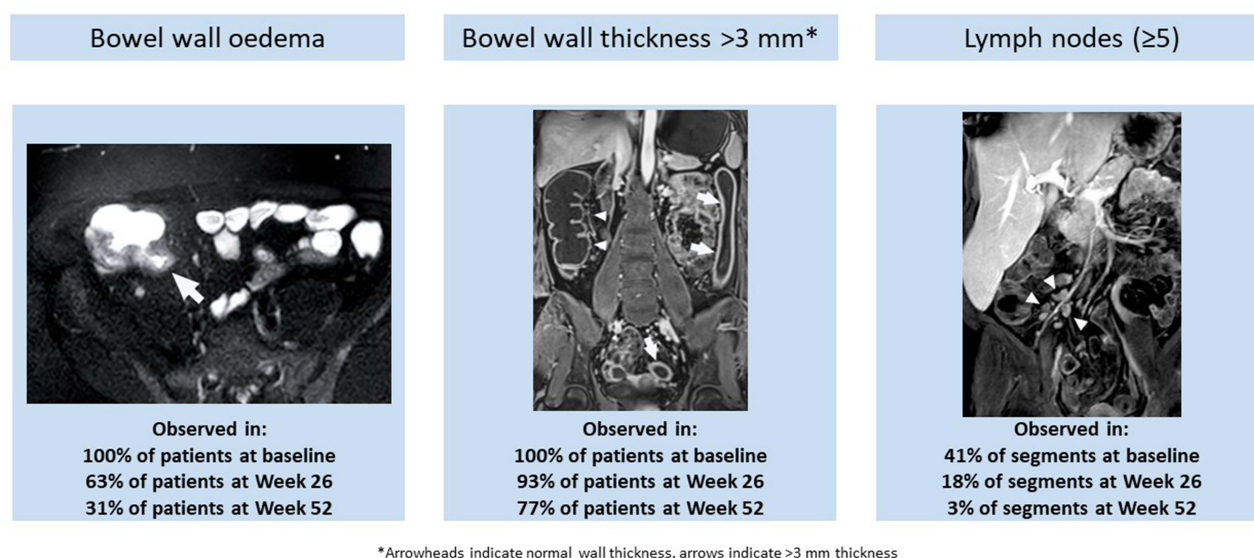 Bowel wall oedema
Bowel wall thickness >3 mm*
Lymph nodes (≥5)
Observed in:
100% of patients at baseline
63% of patients at Week 26
31% of patients at Week 52
Observed in:
100% of patients at baseline
93% of patients at Week 26
77% of patients at Week 52
Observed in:
41% of segments at baseline
18% of segments at Week 26
3% of segments at Week 52
*Arrowheads indicate normal wall thickness, arrows indicate >3 mm thickness